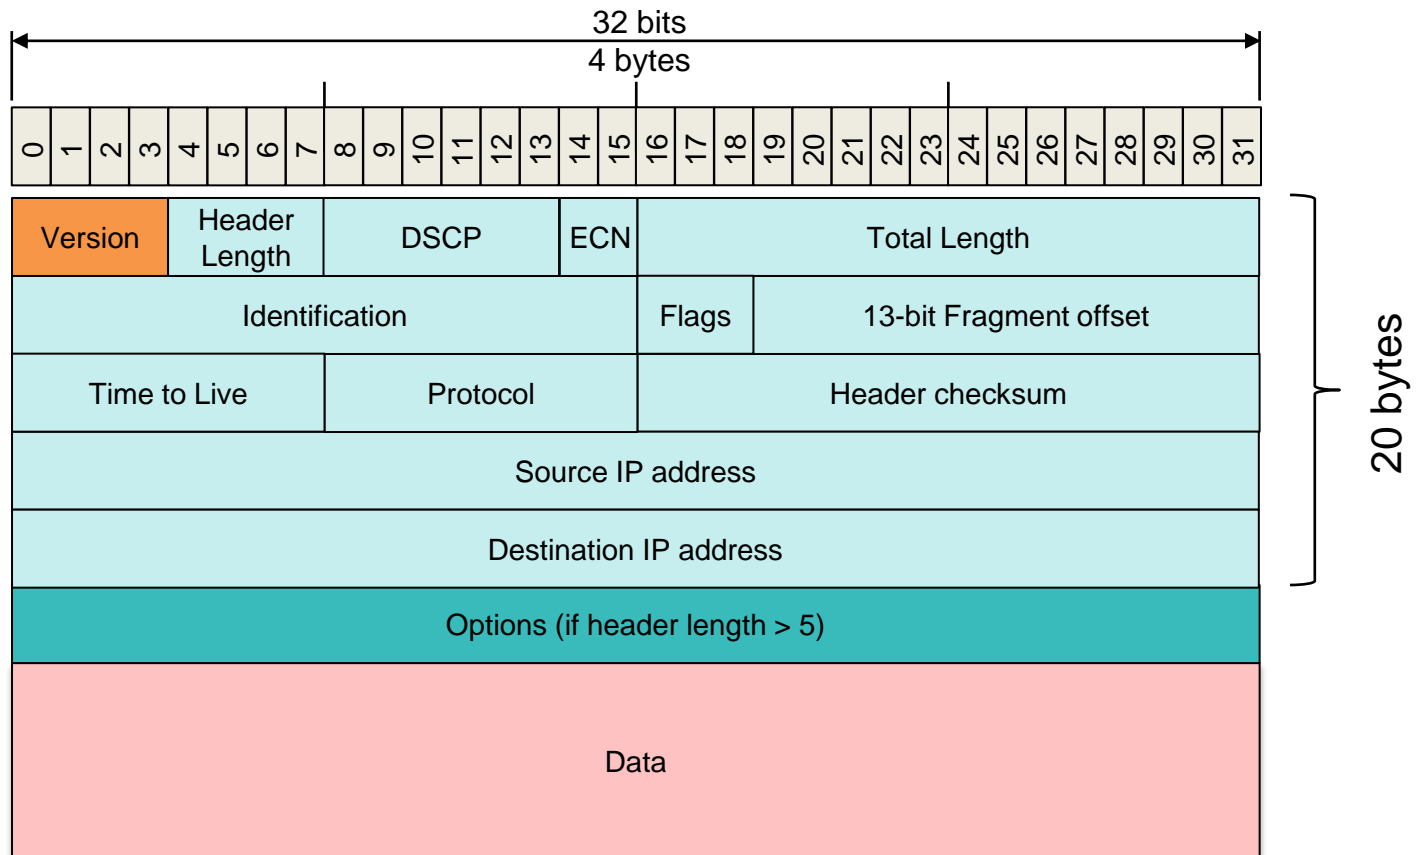 32 bits
4 bytes
0 1 2 3 4 5 6 7 8 9 10 11 12 13 14 15 16 17 18 19 20 21 22 23 24 25 26 27 28 29 30 31
Version Header Length DSCP ECN Total Length
Identification Flags 13-bit Fragment offset
Time to Live Protocol Header checksum
Source IP address
Destination IP address
20 bytes
Options (if header length > 5)
Data